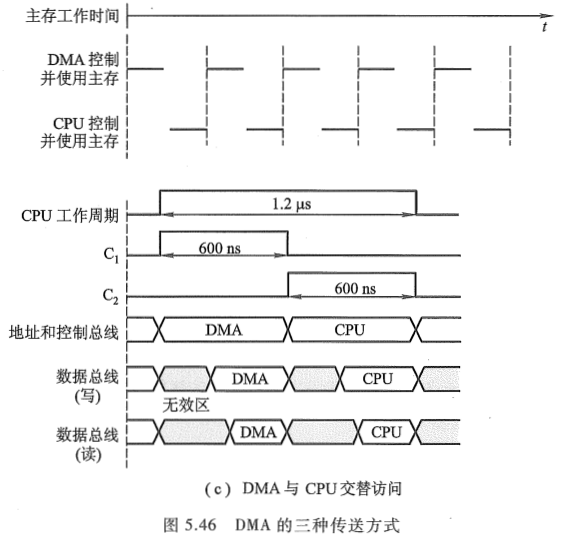 主存工作时间
t
DMA 控制
并使用主存
CPU 控制
并使用主存
CPU 工作周期
1.2 μs
C1
600 ns
C2
600 ns
地址和控制总线
DMA
CPU
数据总线
(写)
DMA
CPU
无效区
数据总线
(读)
DMA
CPU
(c) DMA 与 CPU 交替访问
图 5.46 DMA 的三种传送方式